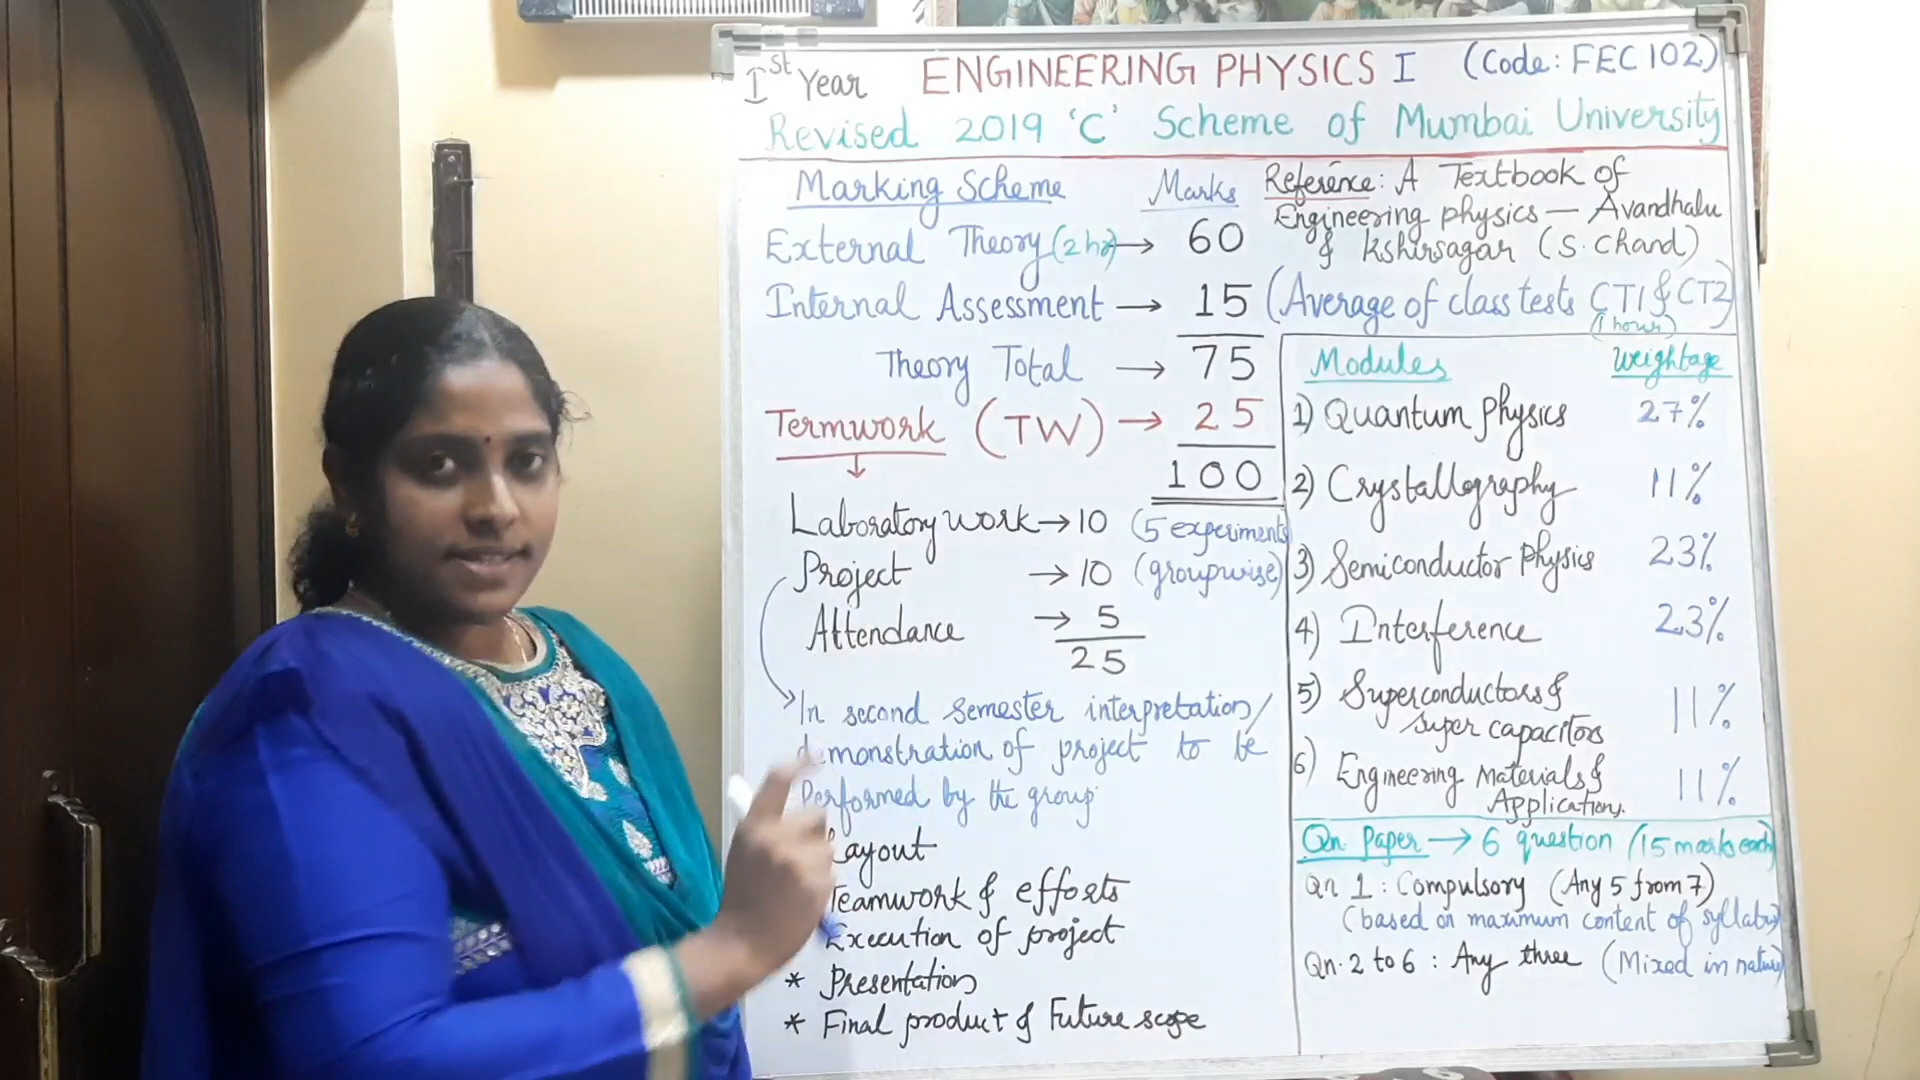 Ist Year ENGINEERING PHYSICS I (Code: FEC 102)
Revised 2019 'C' Scheme of Mumbai University
Marking Scheme Marks
External Theory (2 hr) → 60
Internal Assessment → 15 (Average of class tests CT1 & CT2)
(1 hour)
Theory Total → 75
Termwork (TW) → 25
100
Laboratory work → 10 (5 experiments)
Project → 10 (groupwise)
Attendance → 5
25
In second semester interpretation/
demonstration of project to be
Performed by the group
Layout
Teamwork & efforts
Execution of project
* Presentation
* Final product & Future scope
Reference: A Textbook of
Engineering physics — Avandhalu
& Kshirsagar (S. Chand)
Modules Weightage
1) Quantum Physics 27%
2) Crystallography 11%
3) Semiconductor Physics 23%
4) Interference 23%
5) Superconductors &
super capacitors 11%
6) Engineering Materials &
Applications. 11%
Qn Paper → 6 question (15 marks each)
Qn 1 : Compulsory (Any 5 from 7)
(based on maximum content of syllabus)
Qn. 2 to 6 : Any three (Mixed in nature)